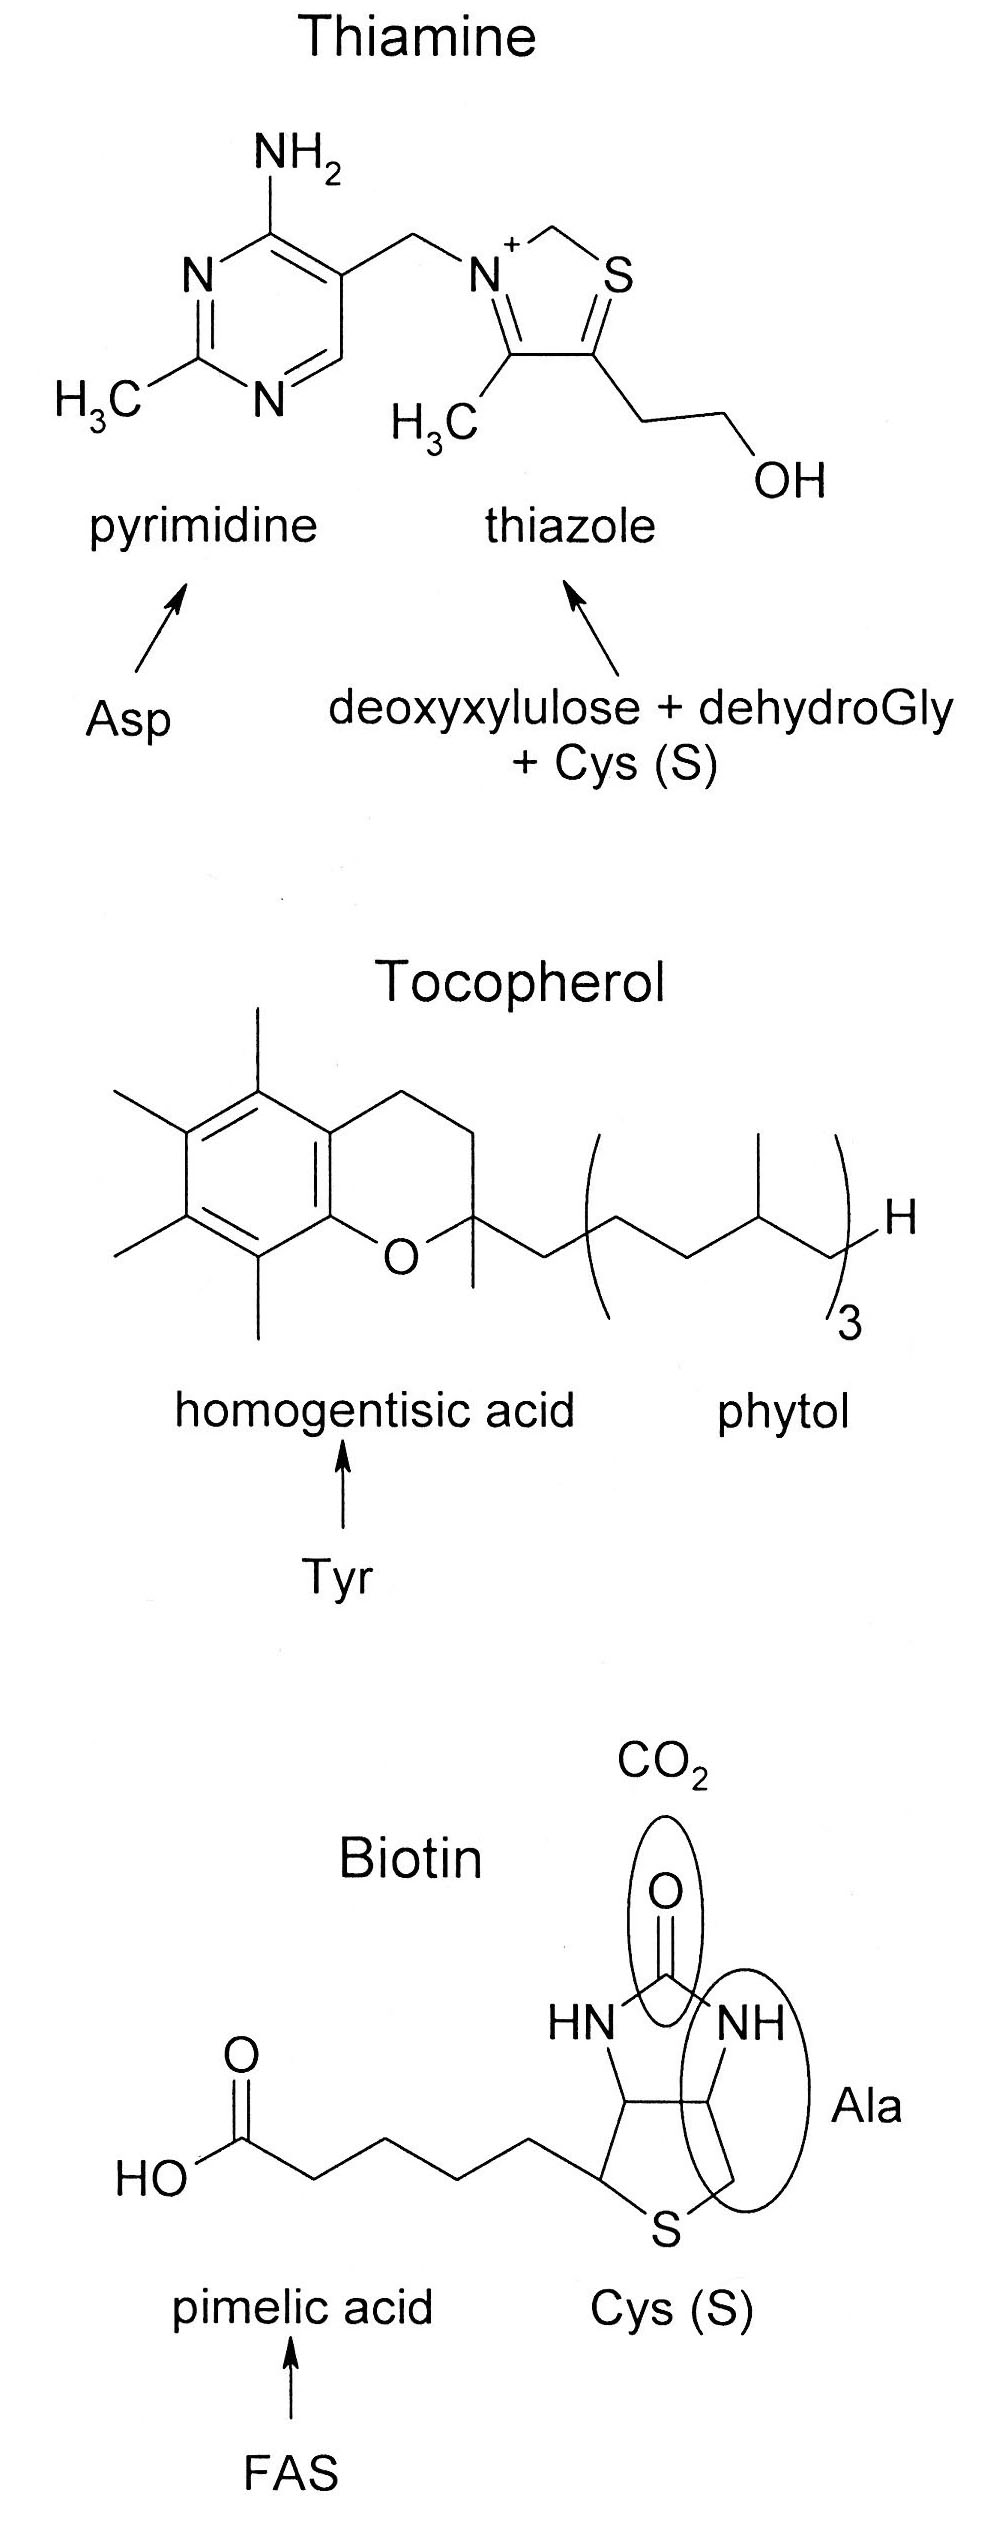 Thiamine
NH2
N
N
+
S
H3C
N
H3C
OH
pyrimidine
thiazole
Asp
deoxyxylulose + dehydroGly
+ Cys (S)
Tocopherol
H
O
3
homogentisic acid
phytol
Tyr
CO2
Biotin
O
HN
NH
O
Ala
HO
S
pimelic acid
Cys (S)
FAS